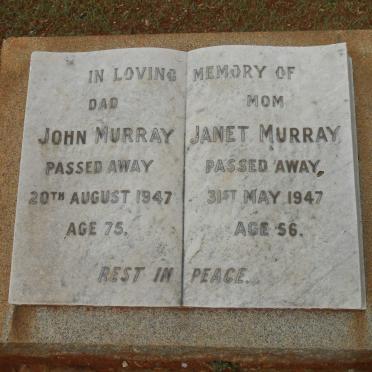 IN LOVING MEMORY OF
DAD
JOHN MURRAY
PASSED AWAY
20TH AUGUST 1947
AGE 75.
MOM
JANET MURRAY
PASSED AWAY
31ST MAY 1947
AGE 56.
REST IN PEACE.